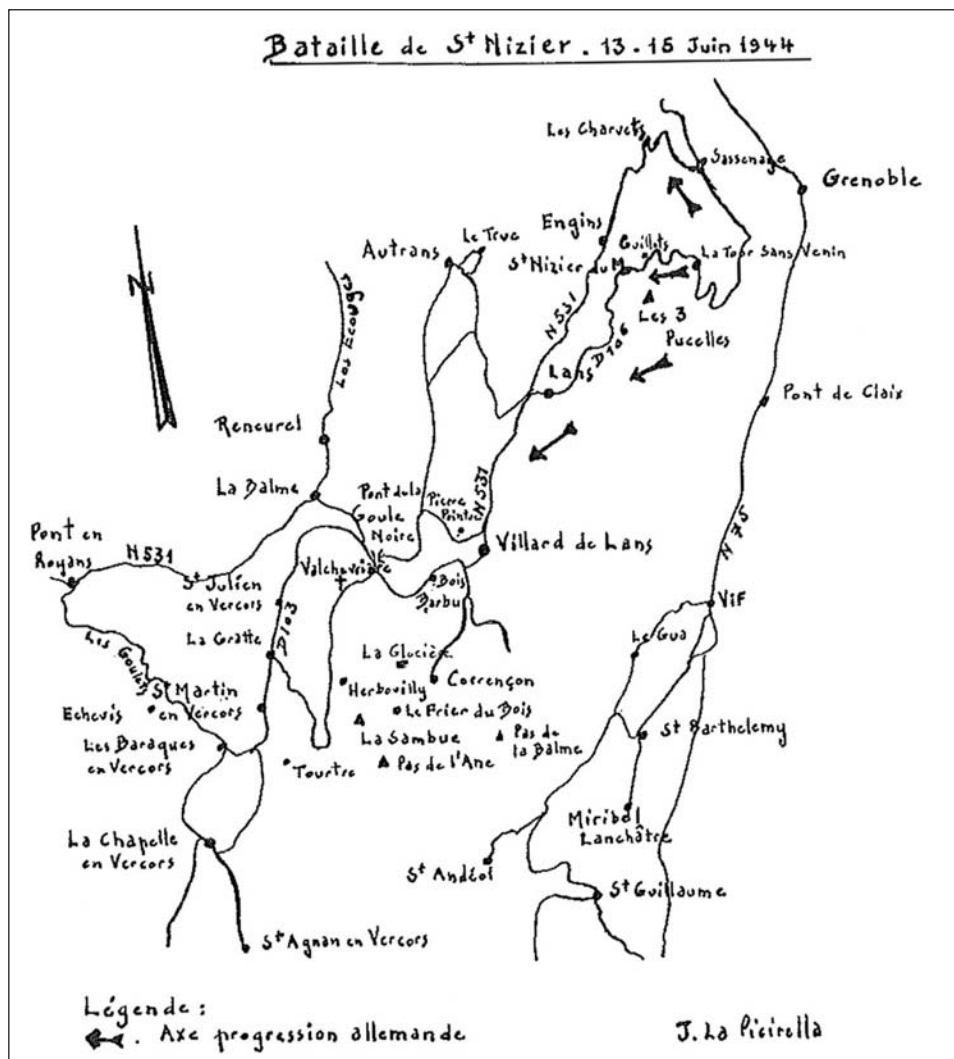 Bataille de St Nizier . 13 - 15 Juin 1944
Les Charvets
Sassenage
Grenoble
Engins
Le Truc
Autrans
Guillets
St Nizier du M
La Tour Sans Venin
Les 3
Pucelles
N 531
D 106
Les Ecouges
N
Lans
Pont de Claix
Rencurel
La Balme
Pont de la
Goule
Noire
Pierre
Pointue
N 531
Villard de Lans
N 75
Pont en
Royans
N 531
St Julien
en Vercors
Valchevrière
Bois
Barbu
Vif
Le Gua
La Gratte
D 103
La Glacière
Les Goulets
St Martin
en Vercors
Herbouilly
Corrençon
Echevis
Le Frier du Bois
St Barthelemy
Les Baraques
en Vercors
La Sambue
Pas de
la Balme
Tourtre
Pas de l'Ane
Miribel
Lanchâtre
La Chapelle
en Vercors
St Andéol
St Guillaume
St Agnan en Vercors
Légende :
. Axe progression allemande
J. La Picirella